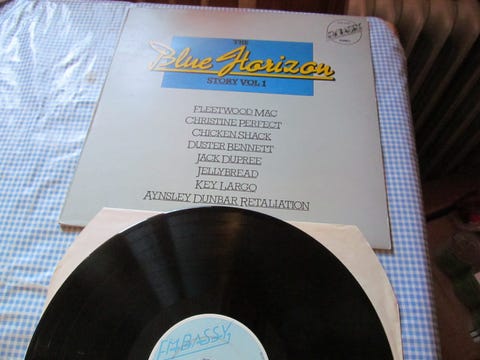 THE
Blue Horizon
STORY VOL 1
FLEETWOOD MAC
CHRISTINE PERFECT
CHICKEN SHACK
DUSTER BENNETT
JACK DUPREE
JELLYBREAD
KEY LARGO
AYNSLEY DUNBAR RETALIATION
EMBASSY